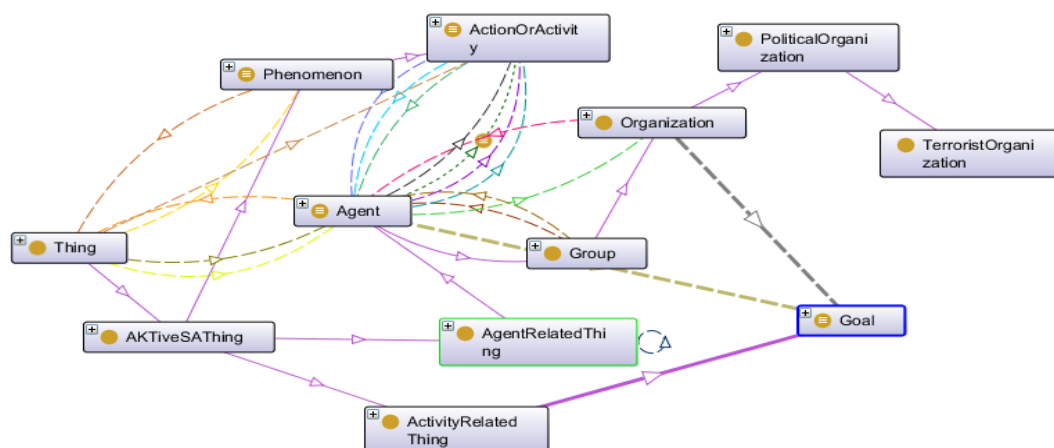 ActionOrActivit
y
PoliticalOrgani
zation
Phenomenon
Organization
TerroristOrgani
zation
Agent
Thing
Group
Goal
AKTiveSAThing
AgentRelatedThi
ng
ActivityRelated
Thing